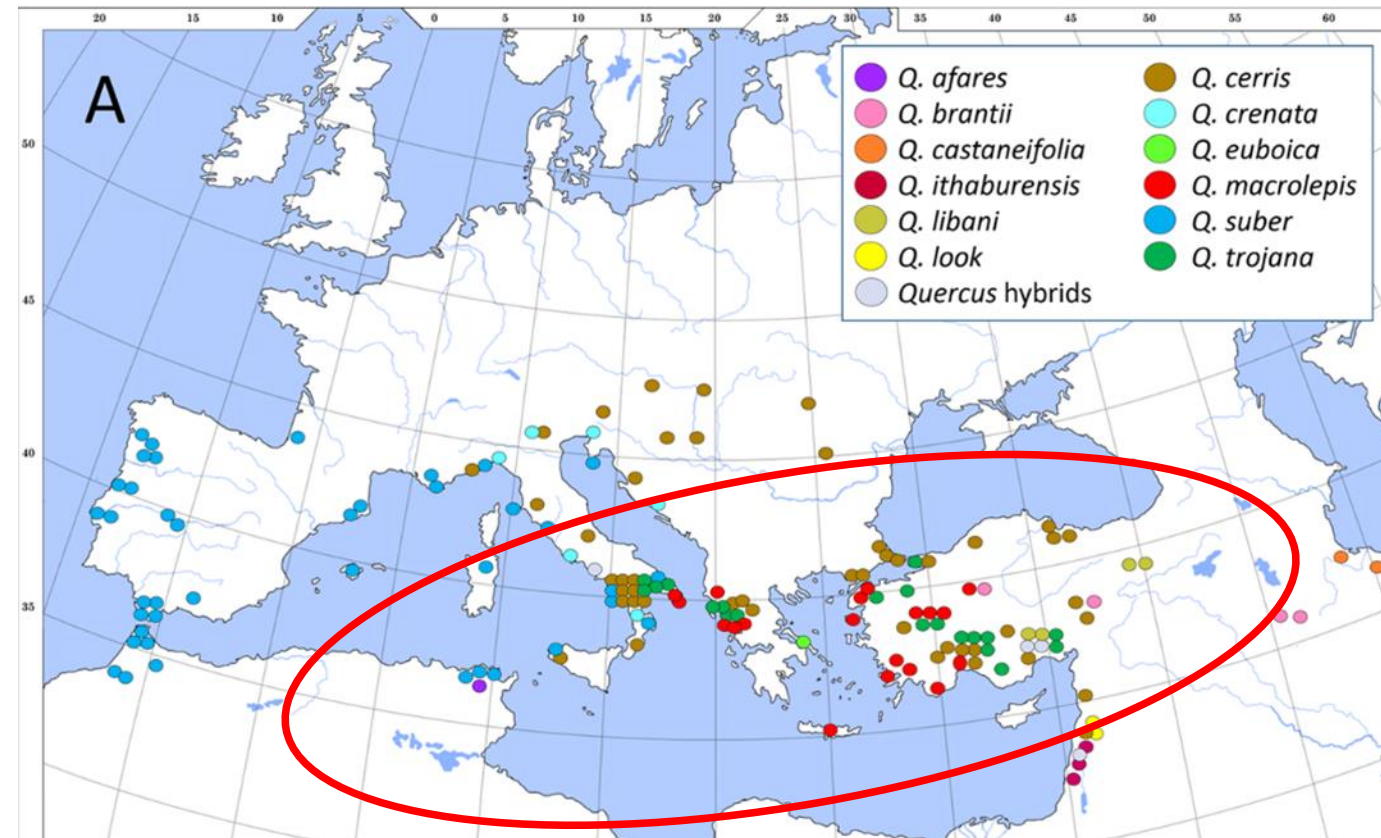 20 15 10 5 0 5 10 15 20 25 30 35 40 45 50 55 60
A
50
45
40
35
Q. afares
Q. brantii
Q. castaneifolia
Q. ithaburensis
Q. libani
Q. look
Quercus hybrids
Q. cerris
Q. crenata
Q. euboica
Q. macrolepis
Q. suber
Q. trojana